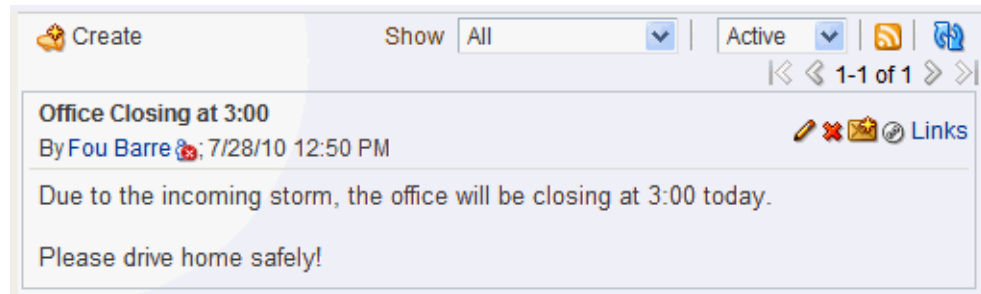 Create Show All Active
1-1 of 1
Office Closing at 3:00
By Fou Barre; 7/28/10 12:50 PM Links
Due to the incoming storm, the office will be closing at 3:00 today.
Please drive home safely!